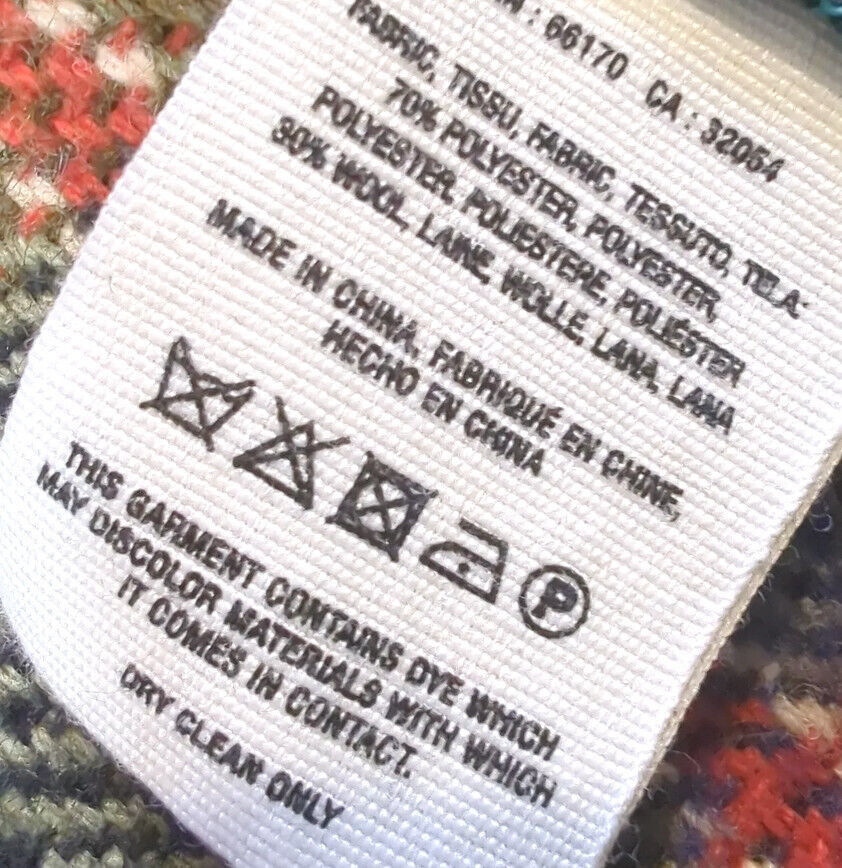 : 66170 CA : 32054
FABRIC, TISSU, FABRIC, TESSUTO, TELA:
70% POLYESTER, POLYESTER,
POLYESTER, POLIESTERE, POLIÉSTER
30% WOOL, LAINE, WOLLE, LANA, LANA
MADE IN CHINA, FABRIQUÉ EN CHINE,
HECHO EN CHINA
P
THIS GARMENT CONTAINS DYE WHICH
MAY DISCOLOR MATERIALS WITH WHICH
IT COMES IN CONTACT.
DRY CLEAN ONLY